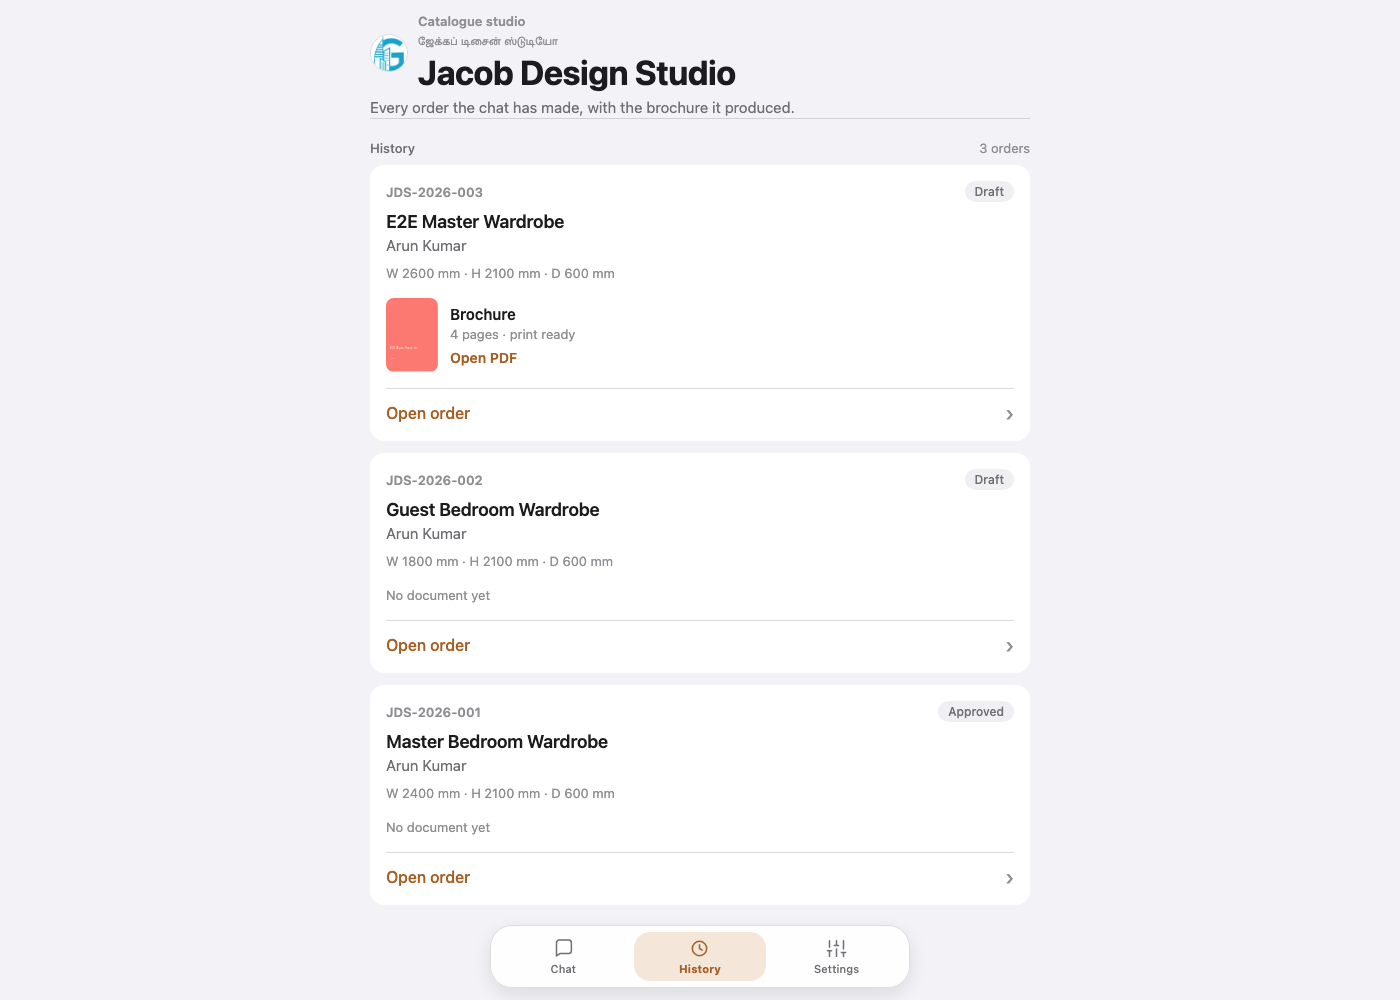 Catalogue studio
ஜேக்கப் டிசைன் ஸ்டுடியோ
Jacob Design Studio
Every order the chat has made, with the brochure it produced.
History
3 orders
JDS-2026-003
Draft
E2E Master Wardrobe
Arun Kumar
W 2600 mm · H 2100 mm · D 600 mm
Brochure
4 pages · print ready
Open PDF
Open order
JDS-2026-002
Draft
Guest Bedroom Wardrobe
Arun Kumar
W 1800 mm · H 2100 mm · D 600 mm
No document yet
Open order
JDS-2026-001
Approved
Master Bedroom Wardrobe
Arun Kumar
W 2400 mm · H 2100 mm · D 600 mm
No document yet
Open order
Chat
History
Settings